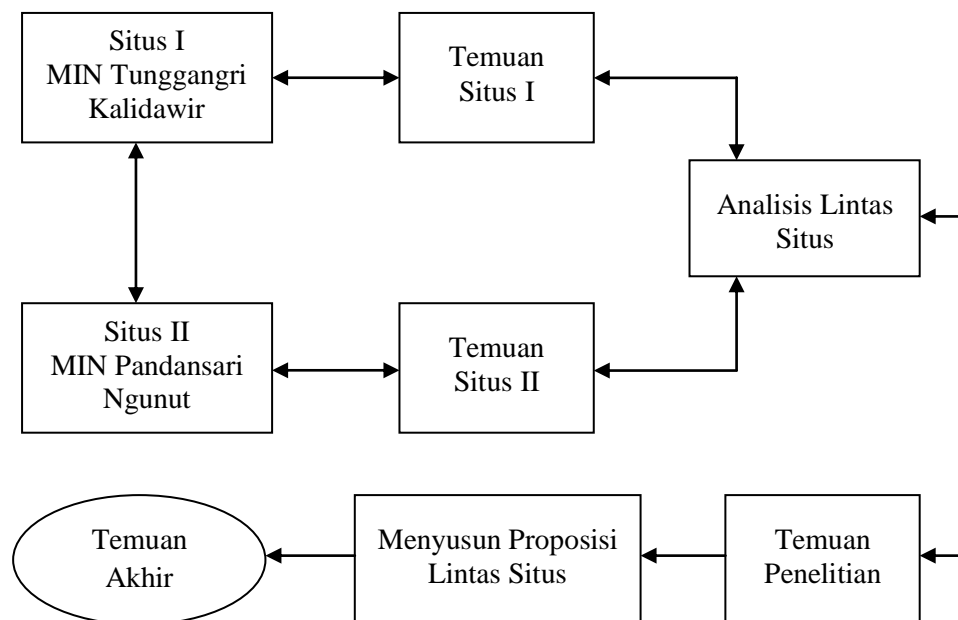 Situs I
MIN Tunggangri
Kalidawir
Temuan
Situs I
Analisis Lintas
Situs
Situs II
MIN Pandansari
Ngunut
Temuan
Situs II
Temuan
Akhir
Menyusun Proposisi
Lintas Situs
Temuan
Penelitian